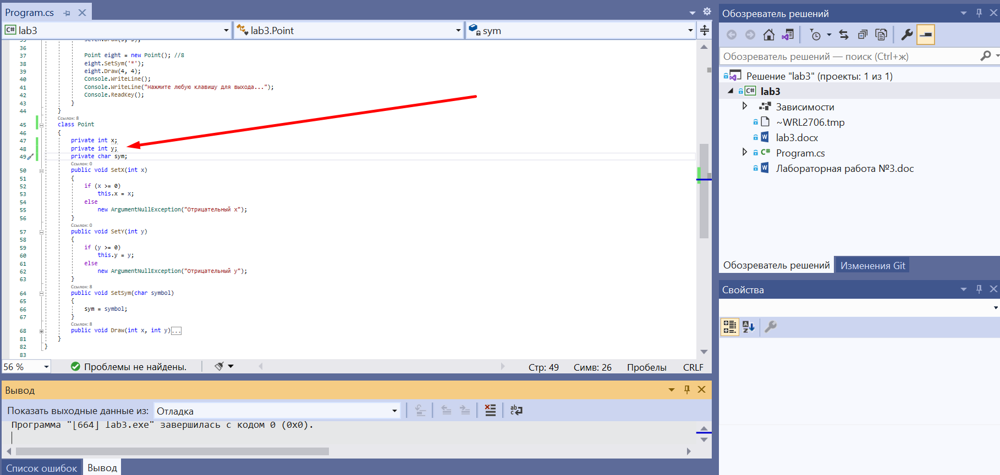 Program.cs
lab3
lab3.Point
sym
36
37 Point eight = new Point(); //8
38 eight.SetSym('*');
39 eight.Draw(4, 4);
40 Console.WriteLine();
41 Console.WriteLine("Нажмите любую клавишу для выхода...");
42 Console.ReadKey();
43 }
44 }
Ссылок: 8
45 class Point
46 {
47 private int x;
48 private int y;
49 private char sym;
Ссылок: 0
50 public void SetX(int x)
51 {
52 if (x >= 0)
53 this.x = x;
54 else
55 new ArgumentNullException("Отрицательный x");
56 }
Ссылок: 0
57 public void SetY(int y)
58 {
59 if (y >= 0)
60 this.y = y;
61 else
62 new ArgumentNullException("Отрицательный y");
63 }
Ссылок: 8
64 public void SetSym(char symbol)
65 {
66 sym = symbol;
67 }
Ссылок: 8
68 public void Draw(int x, int y)...
81 }
82 }
83
56 %
Проблемы не найдены.
Стр: 49
Симв: 26
Пробелы
CRLF
Вывод
Показать выходные данные из:
Отладка
Программа "[664] lab3.exe" завершилась с кодом 0 (0x0).
Список ошибок
Вывод
Обозреватель решений
Обозреватель решений — поиск (Ctrl+ж)
Решение "lab3" (проекты: 1 из 1)
C# lab3
Зависимости
~WRL2706.tmp
lab3.docx
C# Program.cs
Лабораторная работа №3.doc
Обозреватель решений
Изменения Git
Свойства